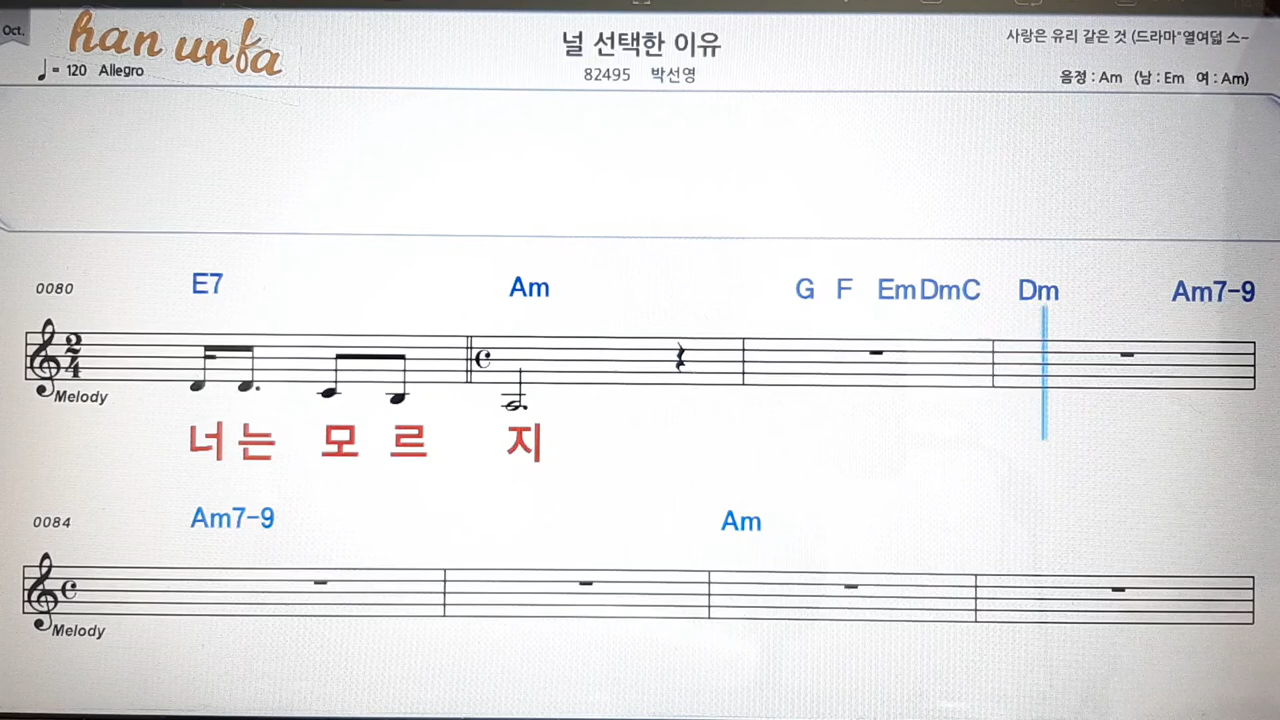 Oct.
han unfa
♩ = 120 Allegro
널 선택한 이유
82495 박선영
사랑은 유리 같은 것 (드라마"열여덟 스~
음정 : Am (남 : Em 여 : Am)
0080
E7 Am G F Em Dm C Dm Am7-9
2
4
Melody
너 는 모 르 지
0084
Am7-9 Am
Melody